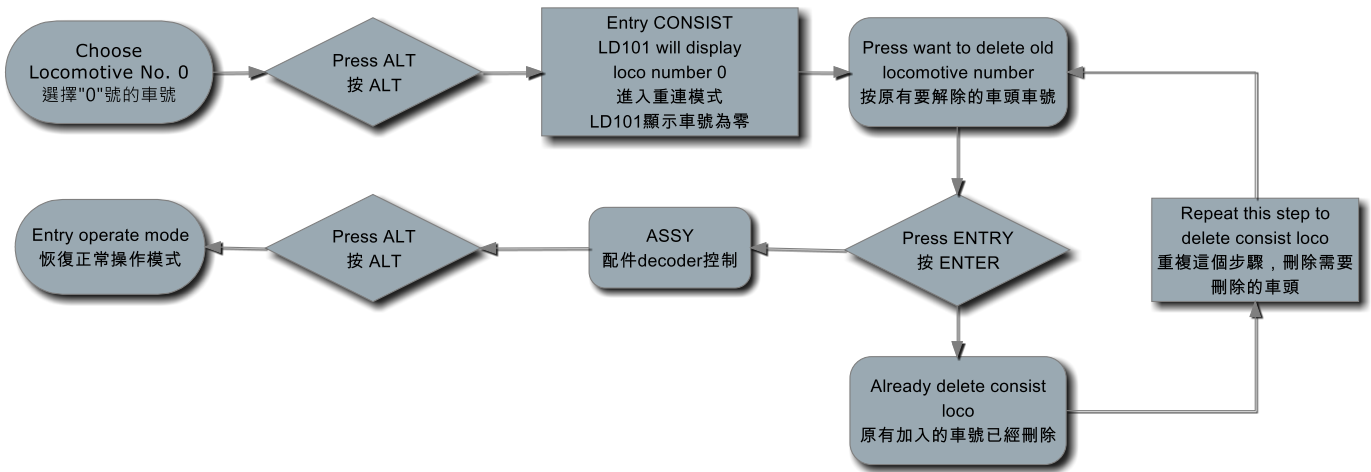 Choose
Locomotive No. 0
選擇"0"號的車號
Press ALT
按 ALT
Entry CONSIST
LD101 will display
loco number 0
進入重連模式
LD101顯示車號為零
Press want to delete old
locomotive number
按原有要解除的車頭車號
Entry operate mode
恢復正常操作模式
Press ALT
按 ALT
ASSY
配件decoder控制
Press ENTRY
按 ENTER
Repeat this step to
delete consist loco
重複這個步驟，刪除需要
刪除的車頭
Already delete consist
loco
原有加入的車號已經刪除